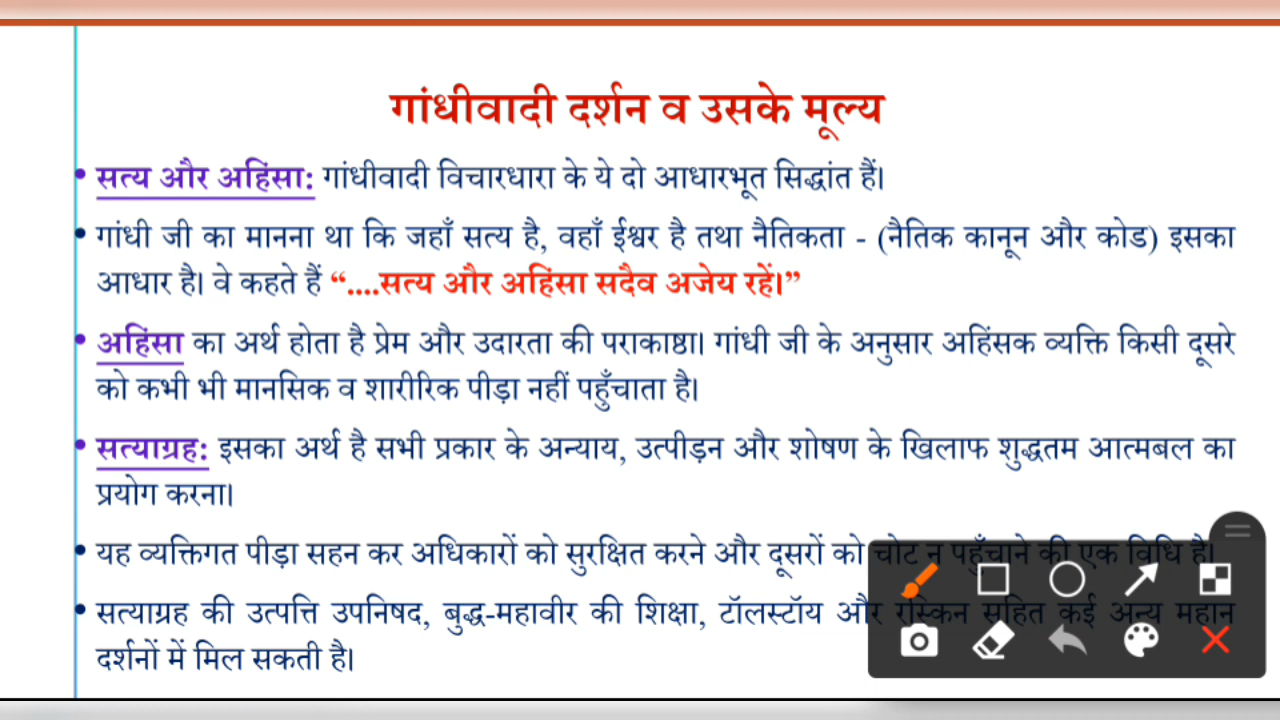 गांधीवादी दर्शन व उसके मूल्य
• सत्य और अहिंसा: गांधीवादी विचारधारा के ये दो आधारभूत सिद्धांत हैं।
• गांधी जी का मानना था कि जहाँ सत्य है, वहाँ ईश्वर है तथा नैतिकता - (नैतिक कानून और कोड) इसका
आधार है। वे कहते हैं “....सत्य और अहिंसा सदैव अजेय रहें।”
• अहिंसा का अर्थ होता है प्रेम और उदारता की पराकाष्ठा। गांधी जी के अनुसार अहिंसक व्यक्ति किसी दूसरे
को कभी भी मानसिक व शारीरिक पीड़ा नहीं पहुँचाता है।
• सत्याग्रह: इसका अर्थ है सभी प्रकार के अन्याय, उत्पीड़न और शोषण के खिलाफ शुद्धतम आत्मबल का
प्रयोग करना।
• यह व्यक्तिगत पीड़ा सहन कर अधिकारों को सुरक्षित करने और दूसरों को चोट न पहुँचाने की एक विधि है।
• सत्याग्रह की उत्पत्ति उपनिषद, बुद्ध-महावीर की शिक्षा, टॉलस्टॉय और रस्किन सहित कई अन्य महान
दर्शनों में मिल सकती है।